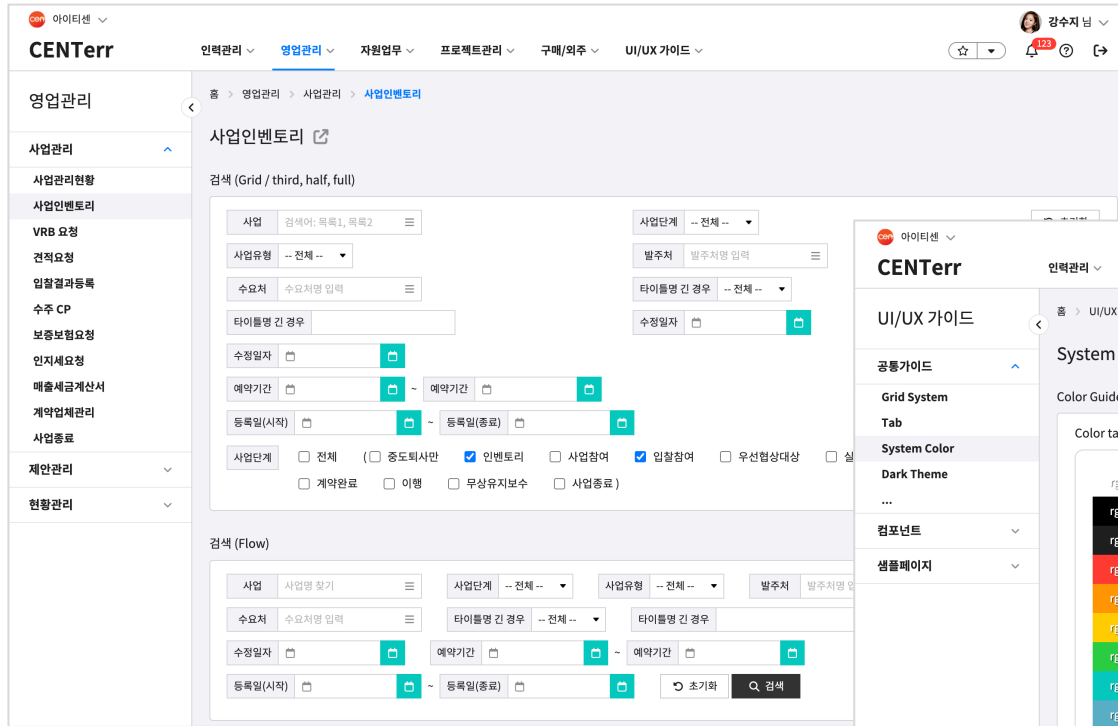 cen 아이티센
강수지 님
CENTerr
인력관리 영업관리 자원업무 프로젝트관리 구매/외주 UI/UX 가이드
123
영업관리
홈 > 영업관리 > 사업관리 > 사업인벤토리
사업인벤토리
사업관리
사업관리현황
사업인벤토리
VRB 요청
견적요청
입찰결과등록
수주 CP
보증보험요청
인지세요청
매출세금계산서
계약업체관리
사업종료
제안관리
현황관리
검색 (Grid / third, half, full)
사업 검색어: 목록1, 목록2 사업단계 -- 전체 --
사업유형 -- 전체 -- 발주처 발주처명 입력
수요처 수요처명 입력 타이틀명 긴 경우 -- 전체 --
타이틀명 긴 경우 수정일자
수정일자
예약기간 ~ 예약기간
등록일(시작) ~ 등록일(종료)
사업단계 전체 ( 중도퇴사만 인벤토리 사업참여 입찰참여 우선협상대상 실
계약완료 이행 무상유지보수 사업종료 )
검색 (Flow)
사업 사업명 찾기 사업단계 -- 전체 -- 사업유형 -- 전체 -- 발주처 발주처명
수요처 수요처명 입력 타이틀명 긴 경우 -- 전체 -- 타이틀명 긴 경우
수정일자 예약기간 ~ 예약기간
등록일(시작) ~ 등록일(종료) 초기화 검색
cen 아이티센
CENTerr
인력관리
UI/UX 가이드
홈 > UI/UX
System
공통가이드
Grid System
Tab
System Color
Dark Theme
...
컴포넌트
샘플페이지
Color Guide
Color ta